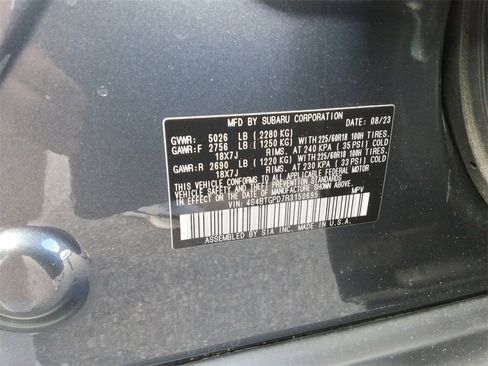 MFD BY SUBARU CORPORATION DATE: 08/23
GVWR: 5026 LB (2280 KG)
GAWR:F 2756 LB (1250 KG) WITH 225/60R18 100H TIRES,
18X7J RIMS, AT 240 KPA ( 35 PSI) COLD
GAWR:R 2690 LB (1220 KG) WITH 225/60R18 100H TIRES,
18X7J RIMS, AT 230 KPA ( 33 PSI) COLD
THIS VEHICLE CONFORMS TO ALL APPLICABLE FEDERAL MOTOR
VEHICLE SAFETY AND THEFT PREVENTION STANDARDS
IN EFFECT ON THE DATE OF MANUFACTURE SHOWN ABOVE.
VIN: 4S4BTGPD7R3150695 MPV
ASSEMBLED BY SIA INC. MADE IN U.S.A.